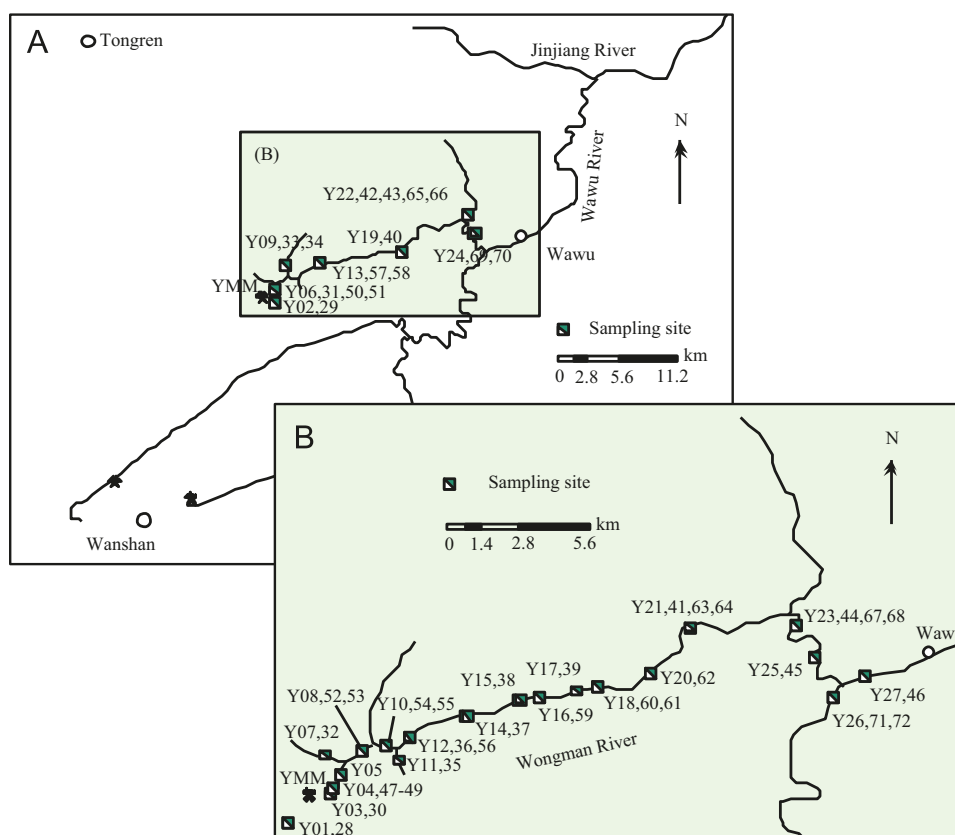 A
Tongren
Jinjiang River
N
(B)
Wawu River
Y22,42,43,65,66
Y09,33,34
Y19,40
Y24,69,70
Wawu
Y13,57,58
YMM
Y06,31,50,51
Y02,29
Sampling site
km
0 2.8 5.6 11.2
Wanshan
B
N
Sampling site
km
0 1.4 2.8 5.6
Y21,41,63,64
Y23,44,67,68
Waw
Y17,39
Y15,38
Y25,45
Y20,62
Y27,46
Y08,52,53
Y10,54,55
Y16,59
Y18,60,61
Y26,71,72
Y07,32
Y14,37
Y12,36,56
Wongman River
Y11,35
YMM
Y05
Y04,47-49
Y03,30
Y01,28